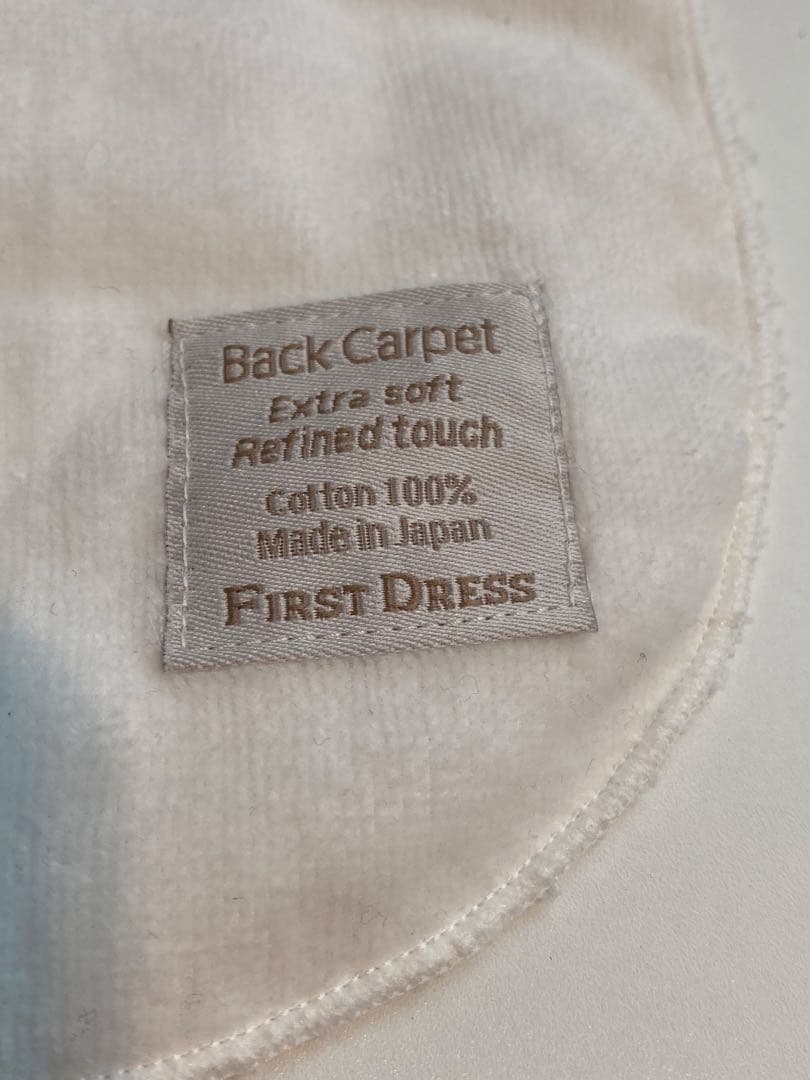 Back Carpet
Extra soft
Refined touch
Cotton 100%
Made in Japan
FIRST DRESS